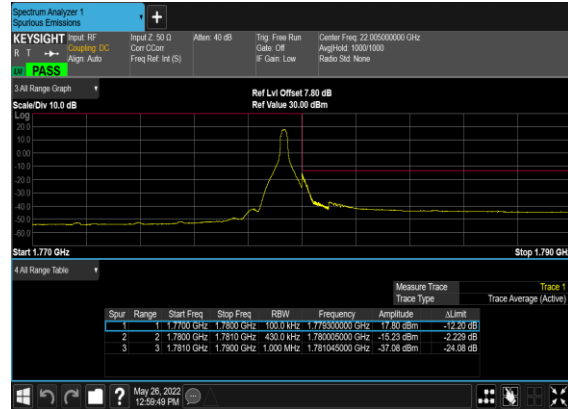 Spectrum Analyzer 1
Spurious Emissions
KEYSIGHT Input: RF Input Z: 50 Ω Atten: 40 dB Trig: Free Run Center Freq: 22.005000000 GHz
R T Coupling: DC Corr CCorr Gate: Off Avg|Hold: 1000/1000
Align: Auto Freq Ref: Int (S) IF Gain: Low Radio Std: None
PASS
3 All Range Graph Ref Lvl Offset 7.80 dB
Scale/Div 10.0 dB Ref Value 30.00 dBm
Log
20.0
10.0
0.00
-10.0
-20.0
-30.0
-40.0
-50.0
-60.0
Start 1.770 GHz Stop 1.790 GH
4 All Range Table
Measure Trace Trace 1
Trace Type Trace Average (Active)
Spur Range Start Freq Stop Freq RBW Frequency Amplitude ΔLimit
1 1 1.7700 GHz 1.7800 GHz 100.0 kHz 1.779300000 GHz 17.80 dBm -12.20 dB
2 2 1.7800 GHz 1.7810 GHz 430.0 kHz 1.780005000 GHz -15.23 dBm -2.229 dB
3 3 1.7810 GHz 1.7900 GHz 1.000 MHz 1.781045000 GHz -37.08 dBm -24.08 dB
? May 26, 2022
12:59:49 PM